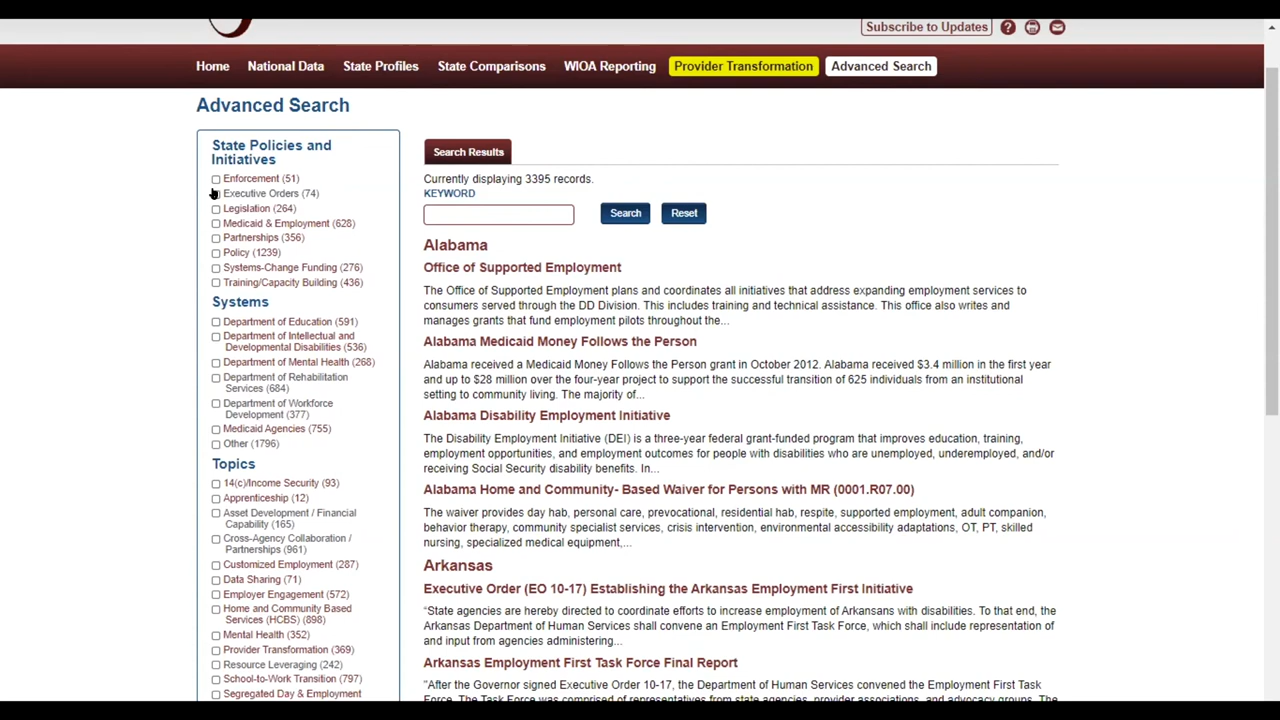 Subscribe to Updates
Home National Data State Profiles State Comparisons WIOA Reporting Provider Transformation Advanced Search
Advanced Search
State Policies and
Initiatives
Enforcement (51)
Executive Orders (74)
Legislation (264)
Medicaid & Employment (628)
Partnerships (356)
Policy (1239)
Systems-Change Funding (276)
Training/Capacity Building (436)
Systems
Department of Education (591)
Department of Intellectual and
Developmental Disabilities (536)
Department of Mental Health (268)
Department of Rehabilitation
Services (684)
Department of Workforce
Development (377)
Medicaid Agencies (755)
Other (1796)
Topics
14(c)/Income Security (93)
Apprenticeship (12)
Asset Development / Financial
Capability (165)
Cross-Agency Collaboration /
Partnerships (961)
Customized Employment (287)
Data Sharing (71)
Employer Engagement (572)
Home and Community Based
Services (HCBS) (898)
Mental Health (352)
Provider Transformation (369)
Resource Leveraging (242)
School-to-Work Transition (797)
Segregated Day & Employment
Search Results
Currently displaying 3395 records.
KEYWORD
Search Reset
Alabama
Office of Supported Employment
The Office of Supported Employment plans and coordinates all initiatives that address expanding employment services to
consumers served through the DD Division. This includes training and technical assistance. This office also writes and
manages grants that fund employment pilots throughout the...
Alabama Medicaid Money Follows the Person
Alabama received a Medicaid Money Follows the Person grant in October 2012. Alabama received $3.4 million in the first year
and up to $28 million over the four-year project to support the successful transition of 625 individuals from an institutional
setting to community living. The majority of...
Alabama Disability Employment Initiative
The Disability Employment Initiative (DEI) is a three-year federal grant-funded program that improves education, training,
employment opportunities, and employment outcomes for people with disabilities who are unemployed, underemployed, and/or
receiving Social Security disability benefits. In...
Alabama Home and Community- Based Waiver for Persons with MR (0001.R07.00)
The waiver provides day hab, personal care, prevocational, residential hab, respite, supported employment, adult companion,
behavior therapy, community specialist services, crisis intervention, environmental accessibility adaptations, OT, PT, skilled
nursing, specialized medical equipment,...
Arkansas
Executive Order (EO 10-17) Establishing the Arkansas Employment First Initiative
“State agencies are hereby directed to coordinate efforts to increase employment of Arkansans with disabilities. To that end, the
Arkansas Department of Human Services shall convene an Employment First Task Force, which shall include representation of
and input from agencies administering...
Arkansas Employment First Task Force Final Report
"After the Governor signed Executive Order 10-17, the Department of Human Services convened the Employment First Task
Force. The Task Force was comprised of representatives from state agencies, provider associations, and advocacy groups. The